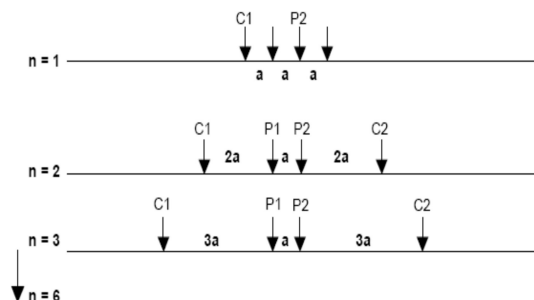 C1 P2
n = 1
a a a
C1 P1 P2 C2
2a a 2a
n = 2
C1 P1 P2 C2
n = 3 3a a 3a
n = 6